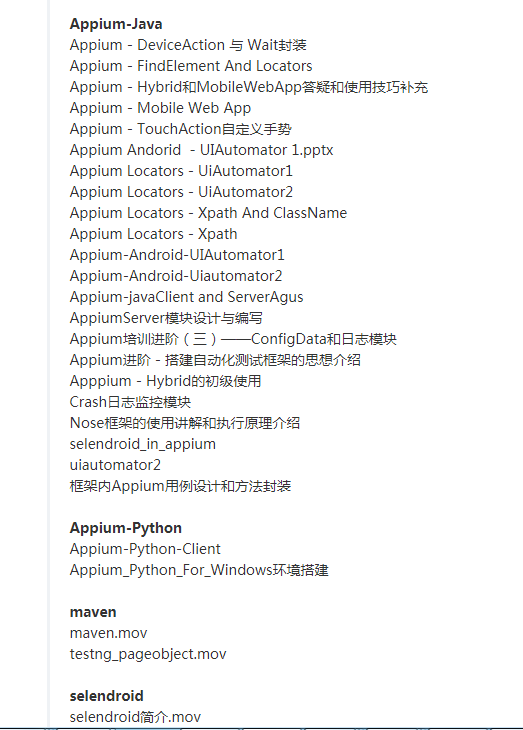 Appium-Java
Appium - DeviceAction 与 Wait封装
Appium - FindElement And Locators
Appium - Hybrid和MobileWebApp答疑和使用技巧补充
Appium - Mobile Web App
Appium - TouchAction自定义手势
Appium Andorid - UIAutomator 1.pptx
Appium Locators - UiAutomator1
Appium Locators - UiAutomator2
Appium Locators - Xpath And ClassName
Appium Locators - Xpath
Appium-Android-UIAutomator1
Appium-Android-Uiautomator2
Appium-javaClient and ServerAgus
AppiumServer模块设计与编写
Appium培训进阶（三）——ConfigData和日志模块
Appium进阶 - 搭建自动化测试框架的思想介绍
Apppium - Hybrid的初级使用
Crash日志监控模块
Nose框架的使用讲解和执行原理介绍
selendroid_in_appium
uiautomator2
框架内Appium用例设计和方法封装
Appium-Python
Appium-Python-Client
Appium_Python_For_Windows环境搭建
maven
maven.mov
testng_pageobject.mov
selendroid
selendroid简介.mov